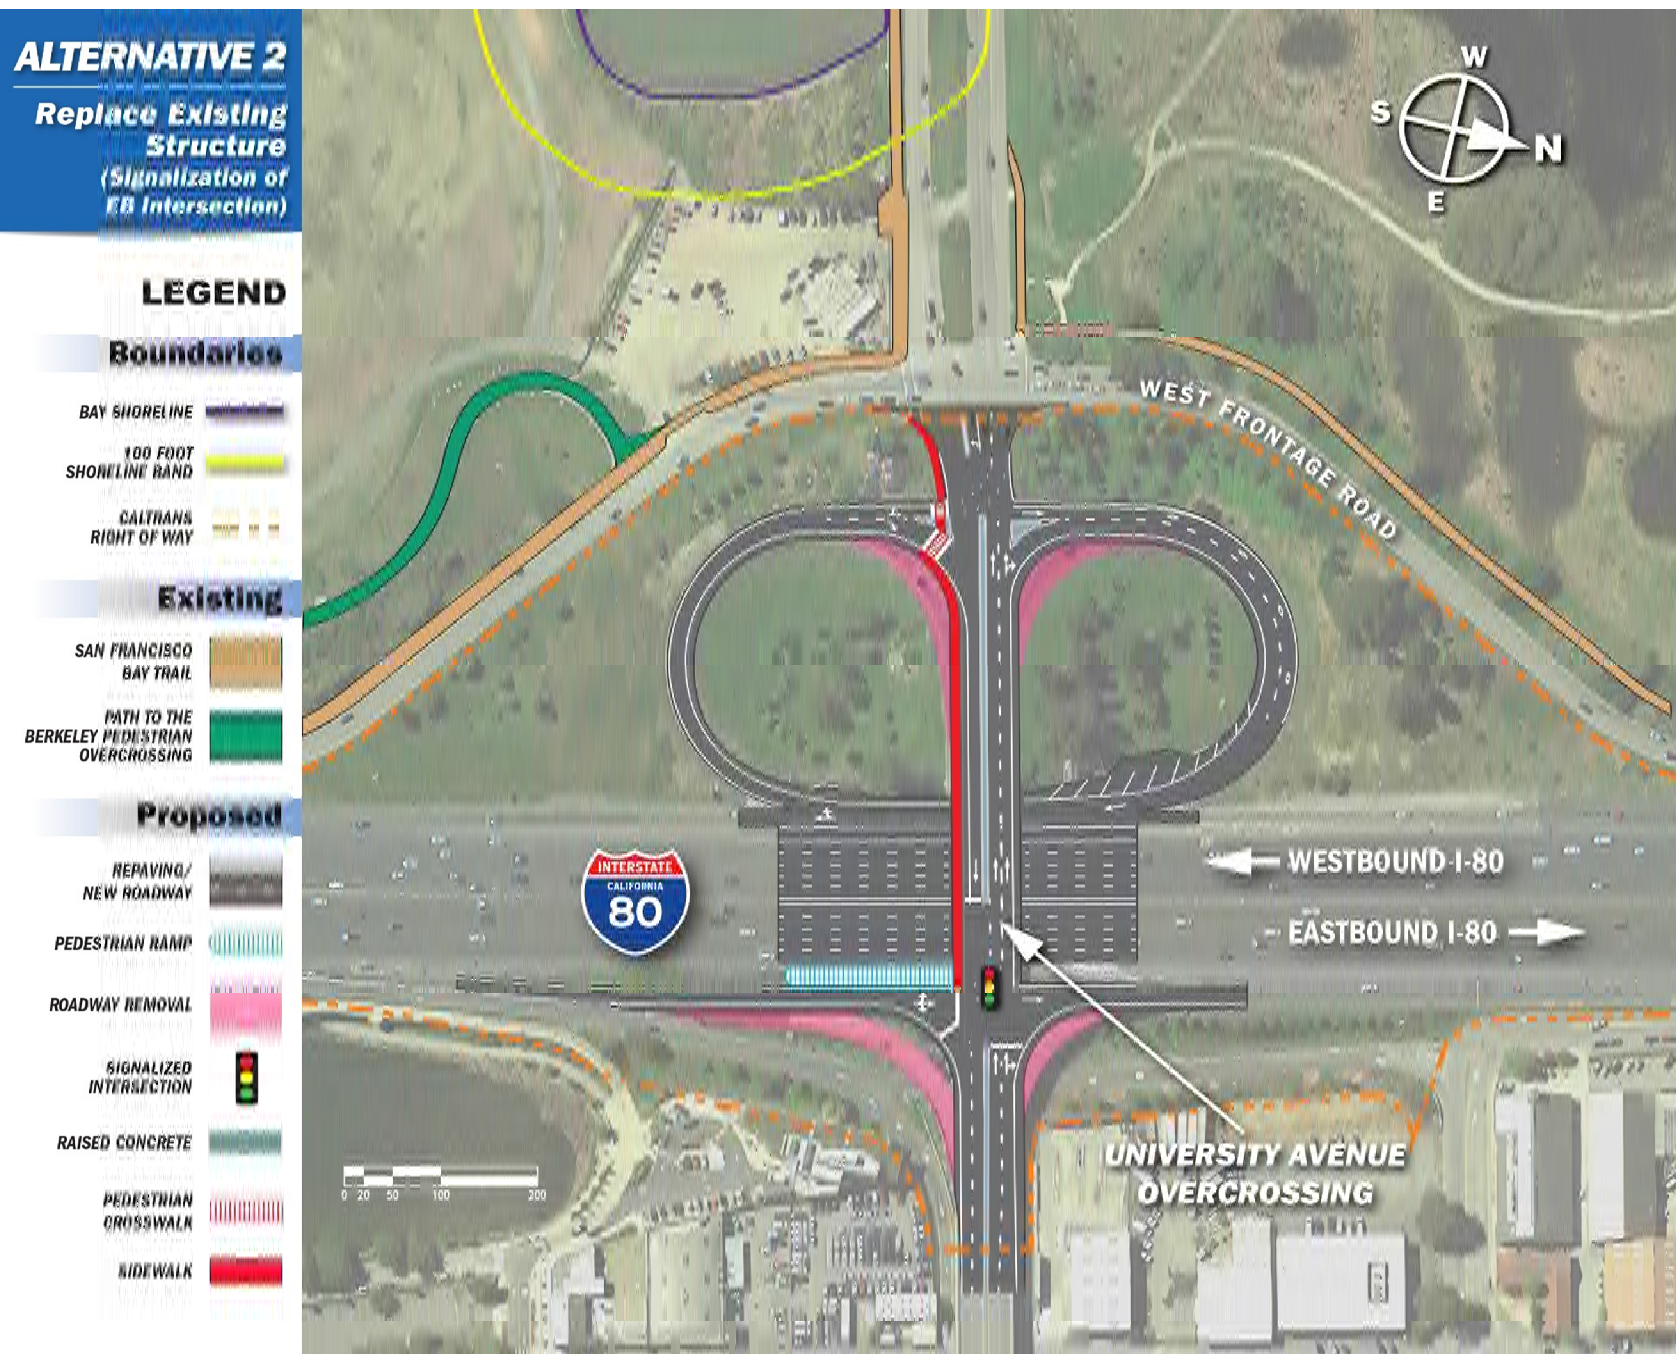 ALTERNATIVE 2
Replace Existing
Structure
(Signalization of
EB Intersection)
LEGEND
Boundaries
BAY SHORELINE
100 FOOT
SHORELINE BAND
CALTRANS
RIGHT OF WAY
Existing
SAN FRANCISCO
BAY TRAIL
PATH TO THE
BERKELEY PEDESTRIAN
OVERCROSSING
Proposed
REPAVING/
NEW ROADWAY
PEDESTRIAN RAMP
ROADWAY REMOVAL
SIGNALIZED
INTERSECTION
RAISED CONCRETE
PEDESTRIAN
CROSSWALK
SIDEWALK
W
S
N
E
WEST FRONTAGE ROAD
INTERSTATE
CALIFORNIA
80
WESTBOUND I-80
EASTBOUND I-80
UNIVERSITY AVENUE
OVERCROSSING
0 20 50 100 200